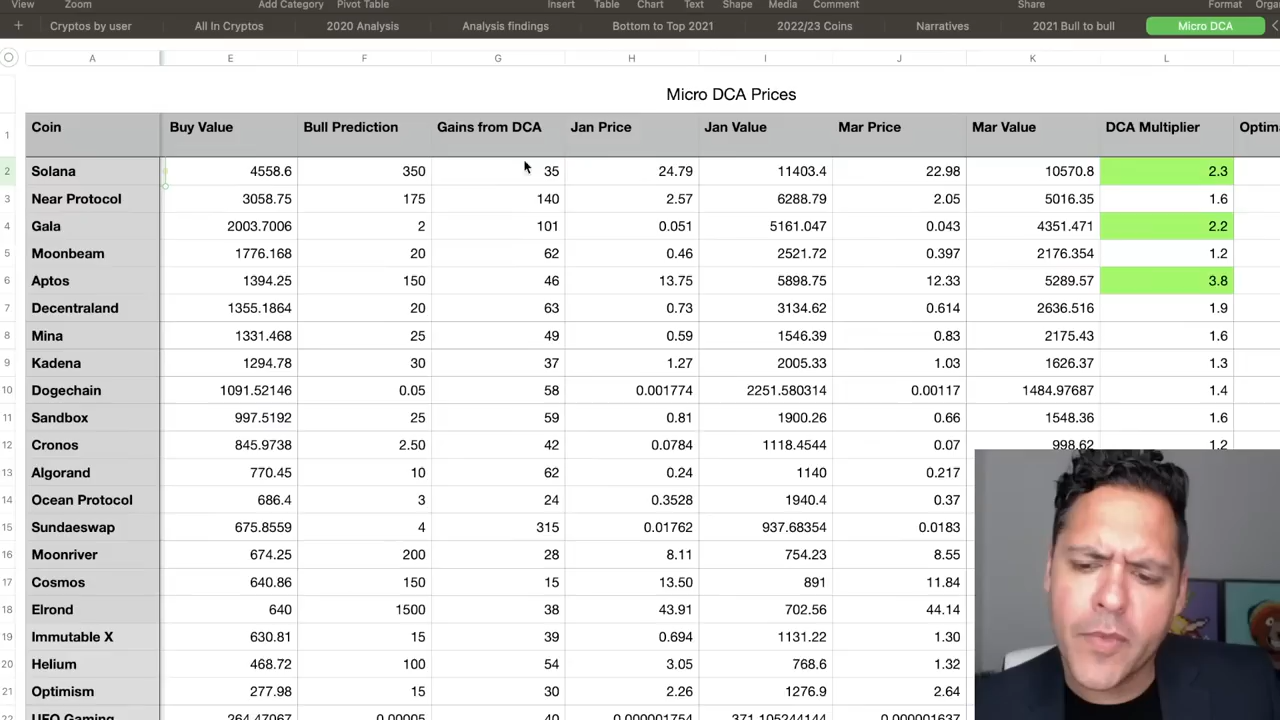 View Zoom Add Category Pivot Table Insert Table Chart Text Shape Media Comment Share Format
+ Cryptos by user All In Cryptos 2020 Analysis Analysis findings Bottom to Top 2021 2022/23 Coins Narratives 2021 Bull to bull Micro DCA
A E F G H I J K L
Micro DCA Prices
1 Coin Buy Value Bull Prediction Gains from DCA Jan Price Jan Value Mar Price Mar Value DCA Multiplier
2 Solana 4558.6 350 35 24.79 11403.4 22.98 10570.8 2.3
3 Near Protocol 3058.75 175 140 2.57 6288.79 2.05 5016.35 1.6
4 Gala 2003.7006 2 101 0.051 5161.047 0.043 4351.471 2.2
5 Moonbeam 1776.168 20 62 0.46 2521.72 0.397 2176.354 1.2
6 Aptos 1394.25 150 46 13.75 5898.75 12.33 5289.57 3.8
7 Decentraland 1355.1864 20 63 0.73 3134.62 0.614 2636.516 1.9
8 Mina 1331.468 25 49 0.59 1546.39 0.83 2175.43 1.6
9 Kadena 1294.78 30 37 1.27 2005.33 1.03 1626.37 1.3
10 Dogechain 1091.52146 0.05 58 0.001774 2251.580314 0.00117 1484.97687 1.4
11 Sandbox 997.5192 25 59 0.81 1900.26 0.66 1548.36 1.6
12 Cronos 845.9738 2.50 42 0.0784 1118.4544 0.07 998.62 1.2
13 Algorand 770.45 10 62 0.24 1140 0.217
14 Ocean Protocol 686.4 3 24 0.3528 1940.4 0.37
15 Sundaeswap 675.8559 4 315 0.01762 937.68354 0.0183
16 Moonriver 674.25 200 28 8.11 754.23 8.55
17 Cosmos 640.86 150 15 13.50 891 11.84
18 Elrond 640 1500 38 43.91 702.56 44.14
19 Immutable X 630.81 15 39 0.694 1131.22 1.30
20 Helium 468.72 100 54 3.05 768.6 1.32
21 Optimism 277.98 15 30 2.26 1276.9 2.64
22 UFO Gaming 264.47067 0.00005 40 0.000001754 371.105244144 0.000001637